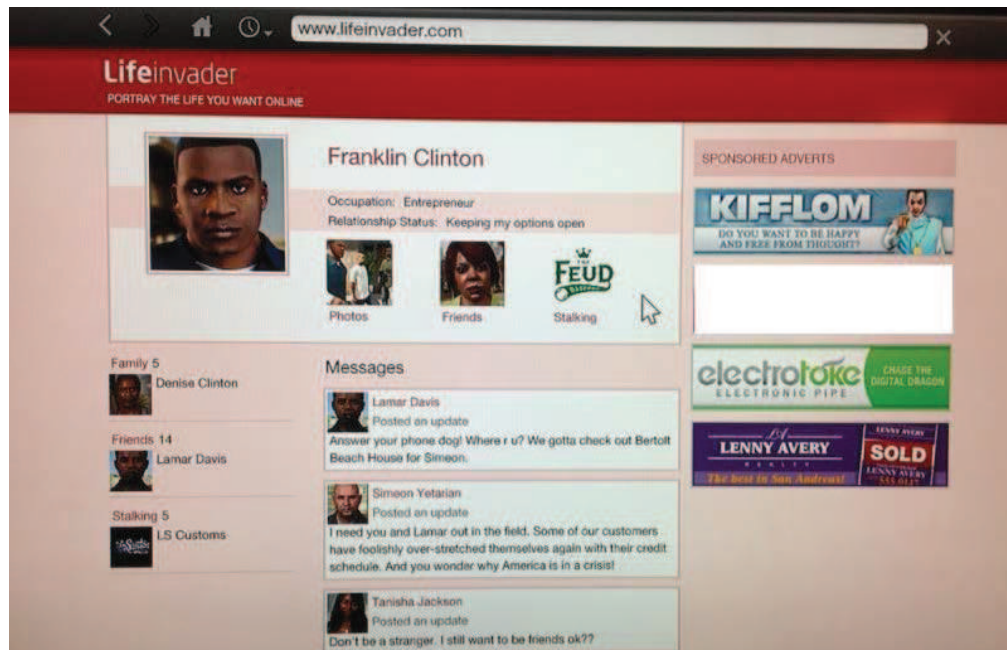 www.lifeinvader.com
Lifeinvader
PORTRAY THE LIFE YOU WANT ONLINE
Franklin Clinton
Occupation: Entrepreneur
Relationship Status: Keeping my options open
THE
FEUD
Photos
Friends
Stalking
Family 5
Denise Clinton
Friends 14
Lamar Davis
Stalking 5
LS Customs
Messages
Lamar Davis
Posted an update
Answer your phone dog! Where r u? We gotta check out Bertolt
Beach House for Simeon.
Simeon Yetarian
Posted an update
I need you and Lamar out in the field. Some of our customers
have foolishly over-stretched themselves again with their credit
schedule. And you wonder why America is in a crisis!
Tanisha Jackson
Posted an update
Don't be a stranger. I still want to be friends ok??
SPONSORED ADVERTS
KIFFLOM
DO YOU WANT TO BE HAPPY
AND FREE FROM THOUGHT?
electrotoke
ELECTRONIC PIPE
CHASE THE
DIGITAL DRAGON
LENNY AVERY
REALTY
The best in San Andreas!
LENNY AVERY
SOLD
LENNY AVERY